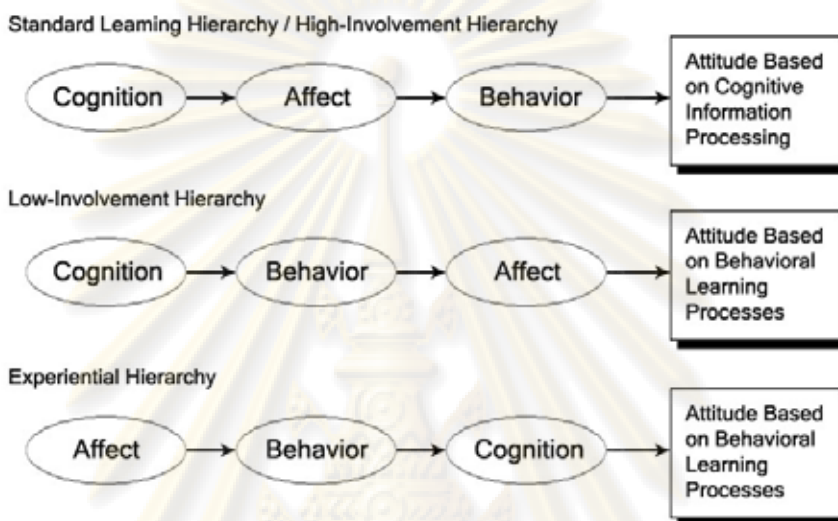 Standard Learning Hierarchy / High-Involvement Hierarchy
Cognition
Affect
Behavior
Attitude Based
on Cognitive
Information
Processing
Low-Involvement Hierarchy
Cognition
Behavior
Affect
Attitude Based
on Behavioral
Learning
Processes
Experiential Hierarchy
Affect
Behavior
Cognition
Attitude Based
on Behavioral
Learning
Processes